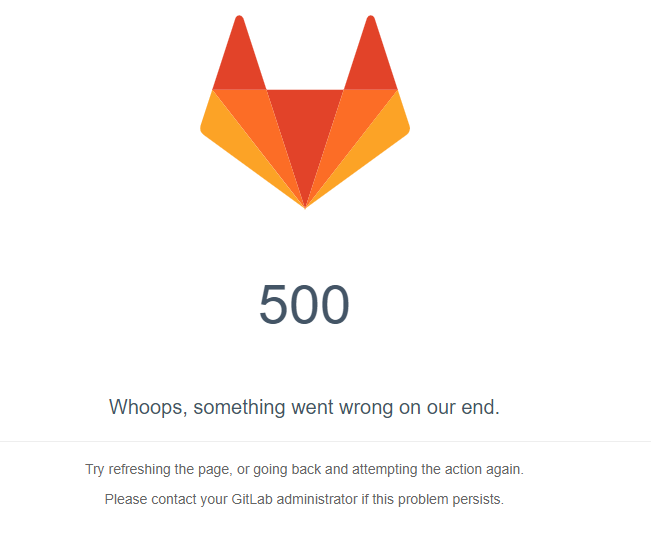 500
Whoops, something went wrong on our end.
Try refreshing the page, or going back and attempting the action again.
Please contact your GitLab administrator if this problem persists.